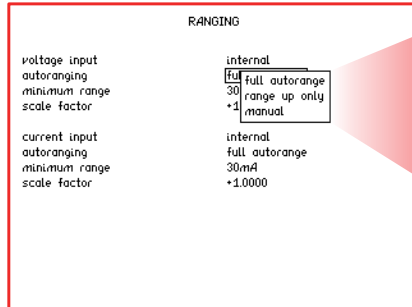 RANGING
voltage input internal
autoranging ful
full autorange
range up only
manual
minimum range 30
scale factor +1
current input internal
autoranging full autorange
minimum range 30mA
scale factor +1.0000